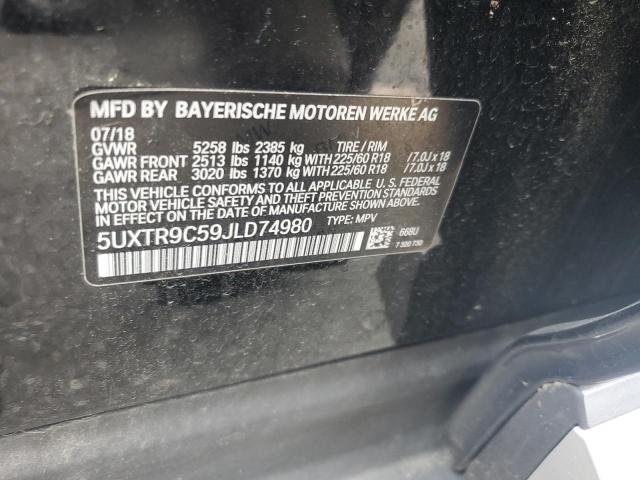 MFD BY BAYERISCHE MOTOREN WERKE AG
07/18
GVWR 5258 lbs 2385 kg TIRE / RIM
GAWR FRONT 2513 lbs 1140 kg WITH 225/60 R18 /7.0J x 18
GAWR REAR 3020 lbs 1370 kg WITH 225/60 R18 /7.0J x 18
THIS VEHICLE CONFORMS TO ALL APPLICABLE U. S. FEDERAL
MOTOR VEHICLE SAFETY AND THEFT PREVENTION STANDARDS
IN EFFECT ON THE DATE OF MANUFACTURE SHOWN ABOVE.
5UXTR9C59JLD74980 TYPE: MPV
668U
7 320 730